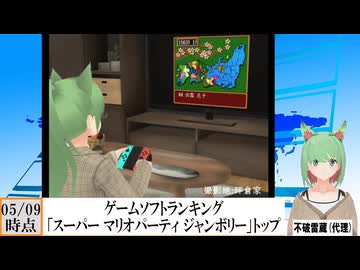 撮影地:坪倉家
05/09
時点
ゲームソフトランキング
「スーパー マリオパーティ ジャンボリー」トップ
不破雷蔵(代理)